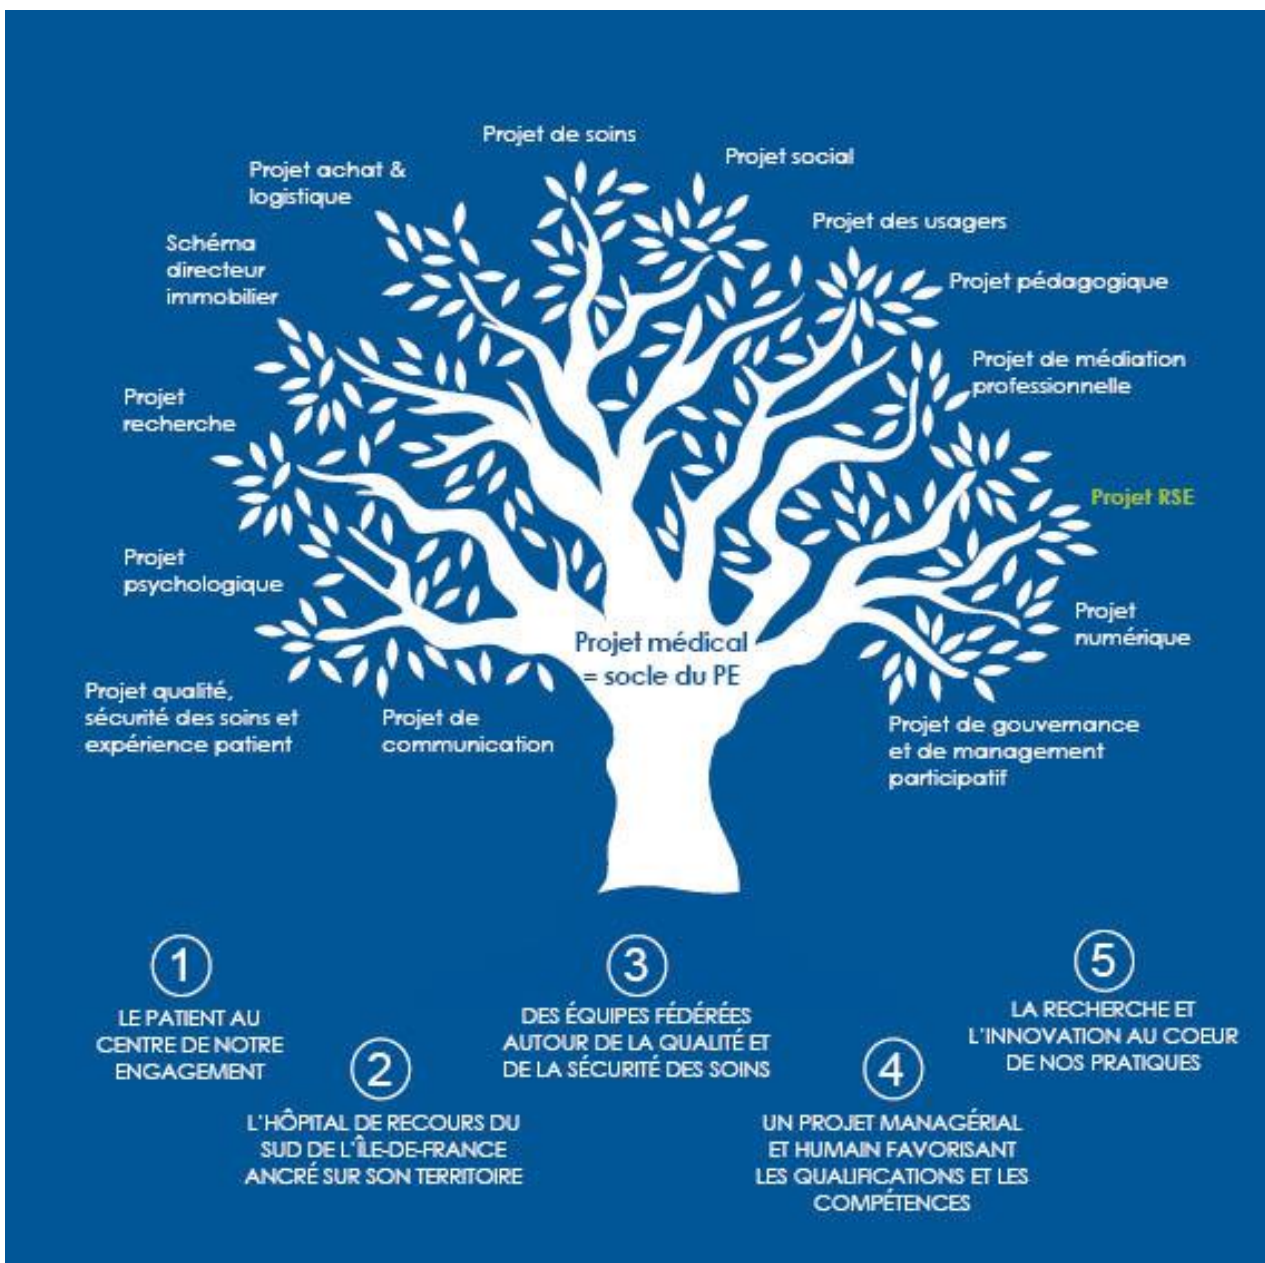 Projet de soins
Projet social
Projet achat &
logistique
Projet des usagers
Schéma
directeur
immobilier
Projet pédagogique
Projet de médiation
professionnelle
Projet
recherche
Projet RSE
Projet
psychologique
Projet
numérique
Projet médical
= socle du PE
Projet qualité,
sécurité des soins et
expérience patient
Projet de
communication
Projet de gouvernance
et de management
participatif
1
LE PATIENT AU
CENTRE DE NOTRE
ENGAGEMENT
2
L'HÔPITAL DE RECOURS DU
SUD DE L'ÎLE-DE-FRANCE
ANCRÉ SUR SON TERRITOIRE
3
DES ÉQUIPES FÉDÉRÉES
AUTOUR DE LA QUALITÉ ET
DE LA SÉCURITÉ DES SOINS
4
UN PROJET MANAGÉRIAL
ET HUMAIN FAVORISANT
LES QUALIFICATIONS ET LES
COMPÉTENCES
5
LA RECHERCHE ET
L'INNOVATION AU COEUR
DE NOS PRATIQUES